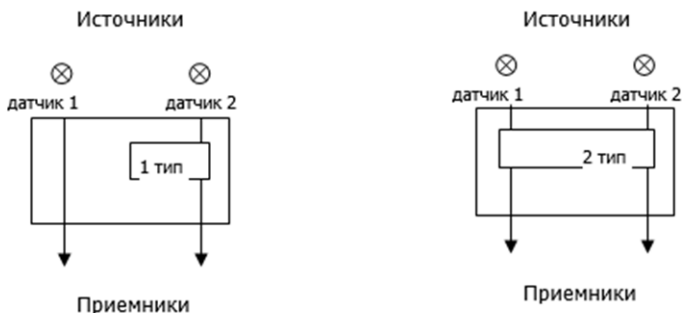 Источники
датчик 1 датчик 2
1 тип
Приемники
Источники
датчик 1 датчик 2
2 тип
Приемники